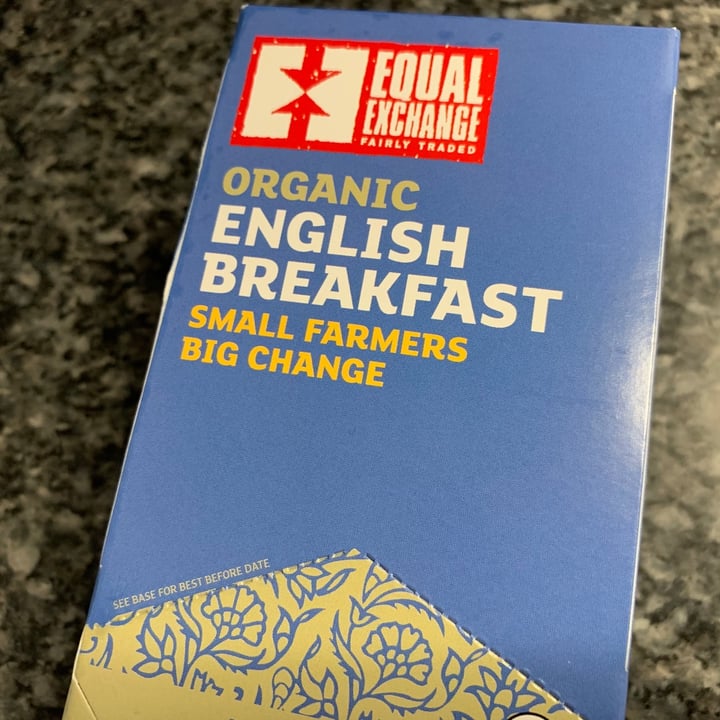 EQUAL
EXCHANGE
FAIRLY TRADED
ORGANIC
ENGLISH
BREAKFAST
SMALL FARMERS
BIG CHANGE
SEE BASE FOR BEST BEFORE DATE